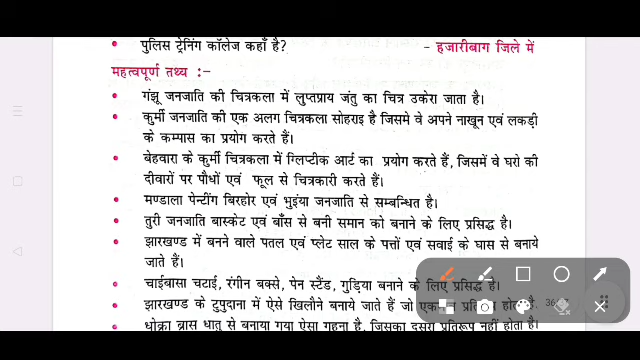 पुलिस ट्रेनिंग कॉलेज कहाँ है? - हजारीबाग जिले में
महत्वपूर्ण तथ्य :-
गंझू जनजाति की चित्रकला में लुप्तप्राय जंतु का चित्र उकेरा जाता है।
कुर्मी जनजाति की एक अलग चित्रकला सोहराइ है जिसमे वे अपने नाखून एवं लकड़ी
के कम्पास का प्रयोग करते हैं।
बेहवारा के कुर्मी चित्रकला में ग्लिप्टीक आर्ट का प्रयोग करते हैं, जिसमें वे घरो की
दीवारों पर पौधों एवं फूल से चित्रकारी करते हैं।
मण्डाला पेन्टींग बिरहोर एवं भुइंया जनजाति से सम्बन्धित है।
तुरी जनजाति बास्केट एवं बाँस से बनी समान को बनाने के लिए प्रसिद्ध है।
झारखण्ड में बनने वाले पतल एवं प्लेट साल के पत्तों एवं सवाई के घास से बनाये
जाते हैं।
चाईबासा चटाई, रंगीन बक्से, पेन स्टैंड, गुड़िया बनाने के लिए प्रसिद्ध है।
झारखण्ड के टुपुदाना में ऐसे खिलौने बनाये जाते हैं जो
धोक्रा ब्रास धातु से बनाया गया ऐसा गहना है, जिसका दूसरा प्रतिरूप नहीं होता है।